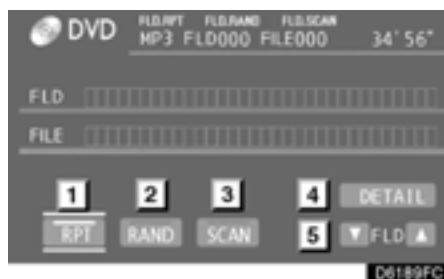 FLD.RPT FLD.RAND FLD.SCAN
DVD MP3 FLD000 FILE000 34'56"
FLD
FILE
1 2 3 4 DETAIL
RPT RAND SCAN 5 ▼ FLD ▲
D6189FC